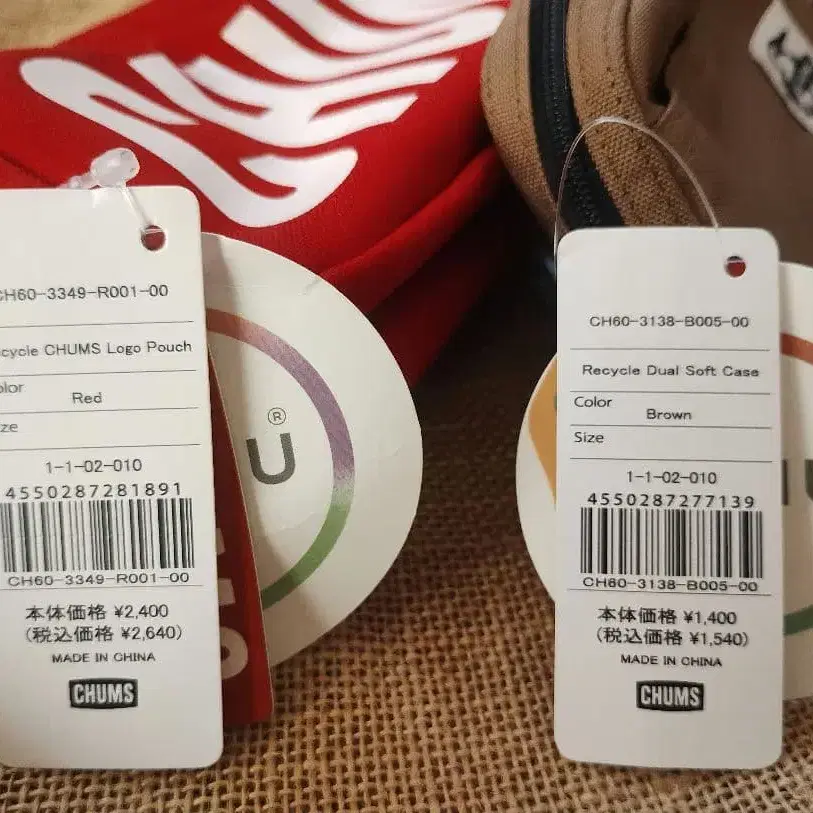 CHUMS
CH60-3349-R001-00
cycle CHUMS Logo Pouch
olor
Red
ze
1-1-02-010
4550287281891
CH60-3349-R001-00
本体価格 ¥2,400
(税込価格 ¥2,640)
MADE IN CHINA
CHUMS
U®
CH60-3138-B005-00
Recycle Dual Soft Case
Color
Brown
Size
1-1-02-010
4550287277139
CH60-3138-B005-00
本体価格 ¥1,400
(税込価格 ¥1,540)
MADE IN CHINA
CHUMS
U